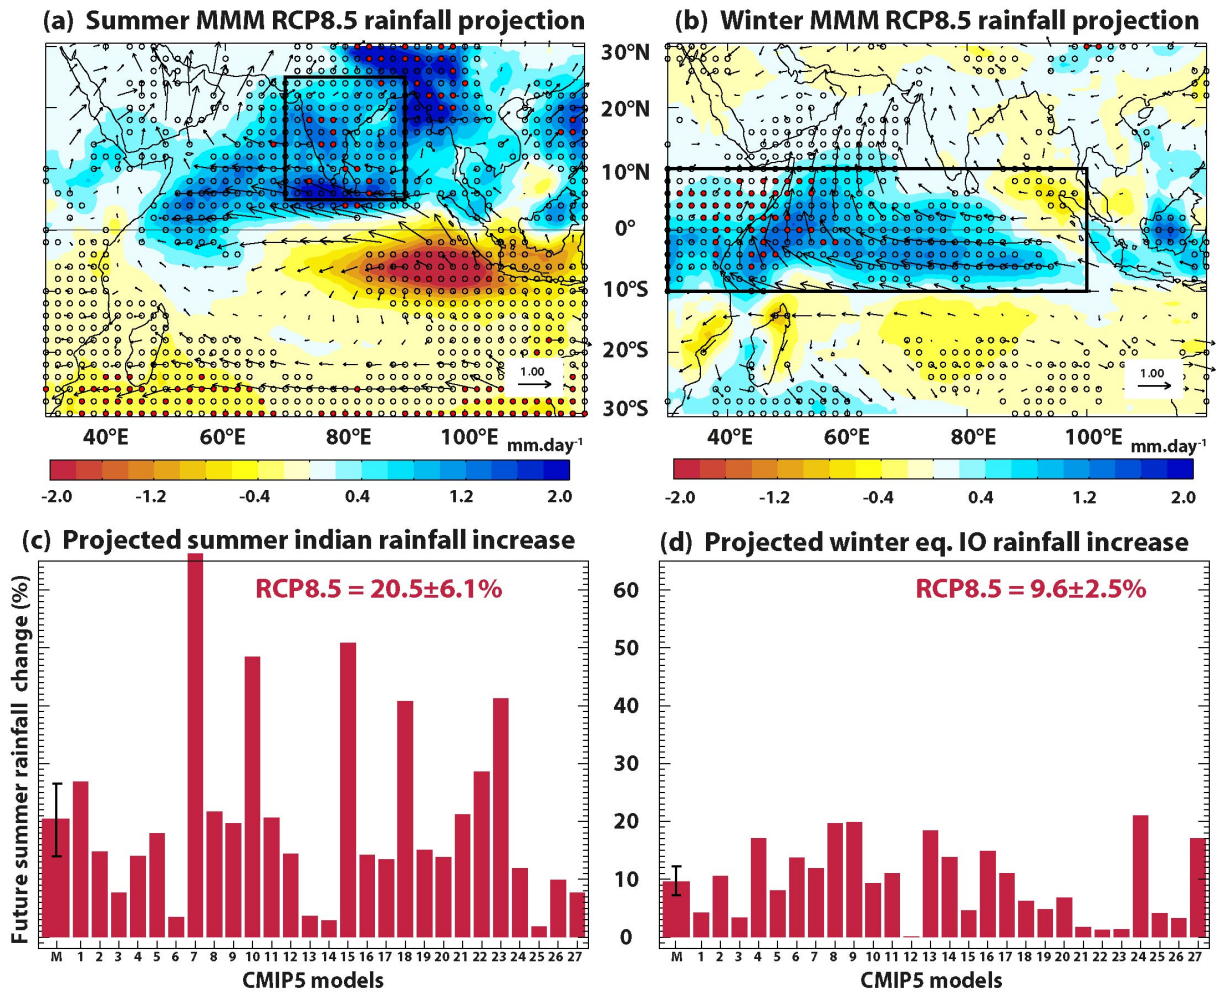 (a) Summer MMM RCP8.5 rainfall projection
(b) Winter MMM RCP8.5 rainfall projection
30°N
20°N
10°N
0°
10°S
20°S
30°S
1.00
1.00
40°E 60°E 80°E 100°E mm.day-1
40°E 60°E 80°E 100°E mm.day-1
-2.0 -1.2 -0.4 0.4 1.2 2.0
-2.0 -1.2 -0.4 0.4 1.2 2.0
(c) Projected summer indian rainfall increase
(d) Projected winter eq. IO rainfall increase
RCP8.5 = 20.5±6.1%
RCP8.5 = 9.6±2.5%
Future summer rainfall change (%)
60
50
40
30
20
10
0
M 1 2 3 4 5 6 7 8 9 10 11 12 13 14 15 16 17 18 19 20 21 22 23 24 25 26 27
M 1 2 3 4 5 6 7 8 9 10 11 12 13 14 15 16 17 18 19 20 21 22 23 24 25 26 27
CMIP5 models
CMIP5 models